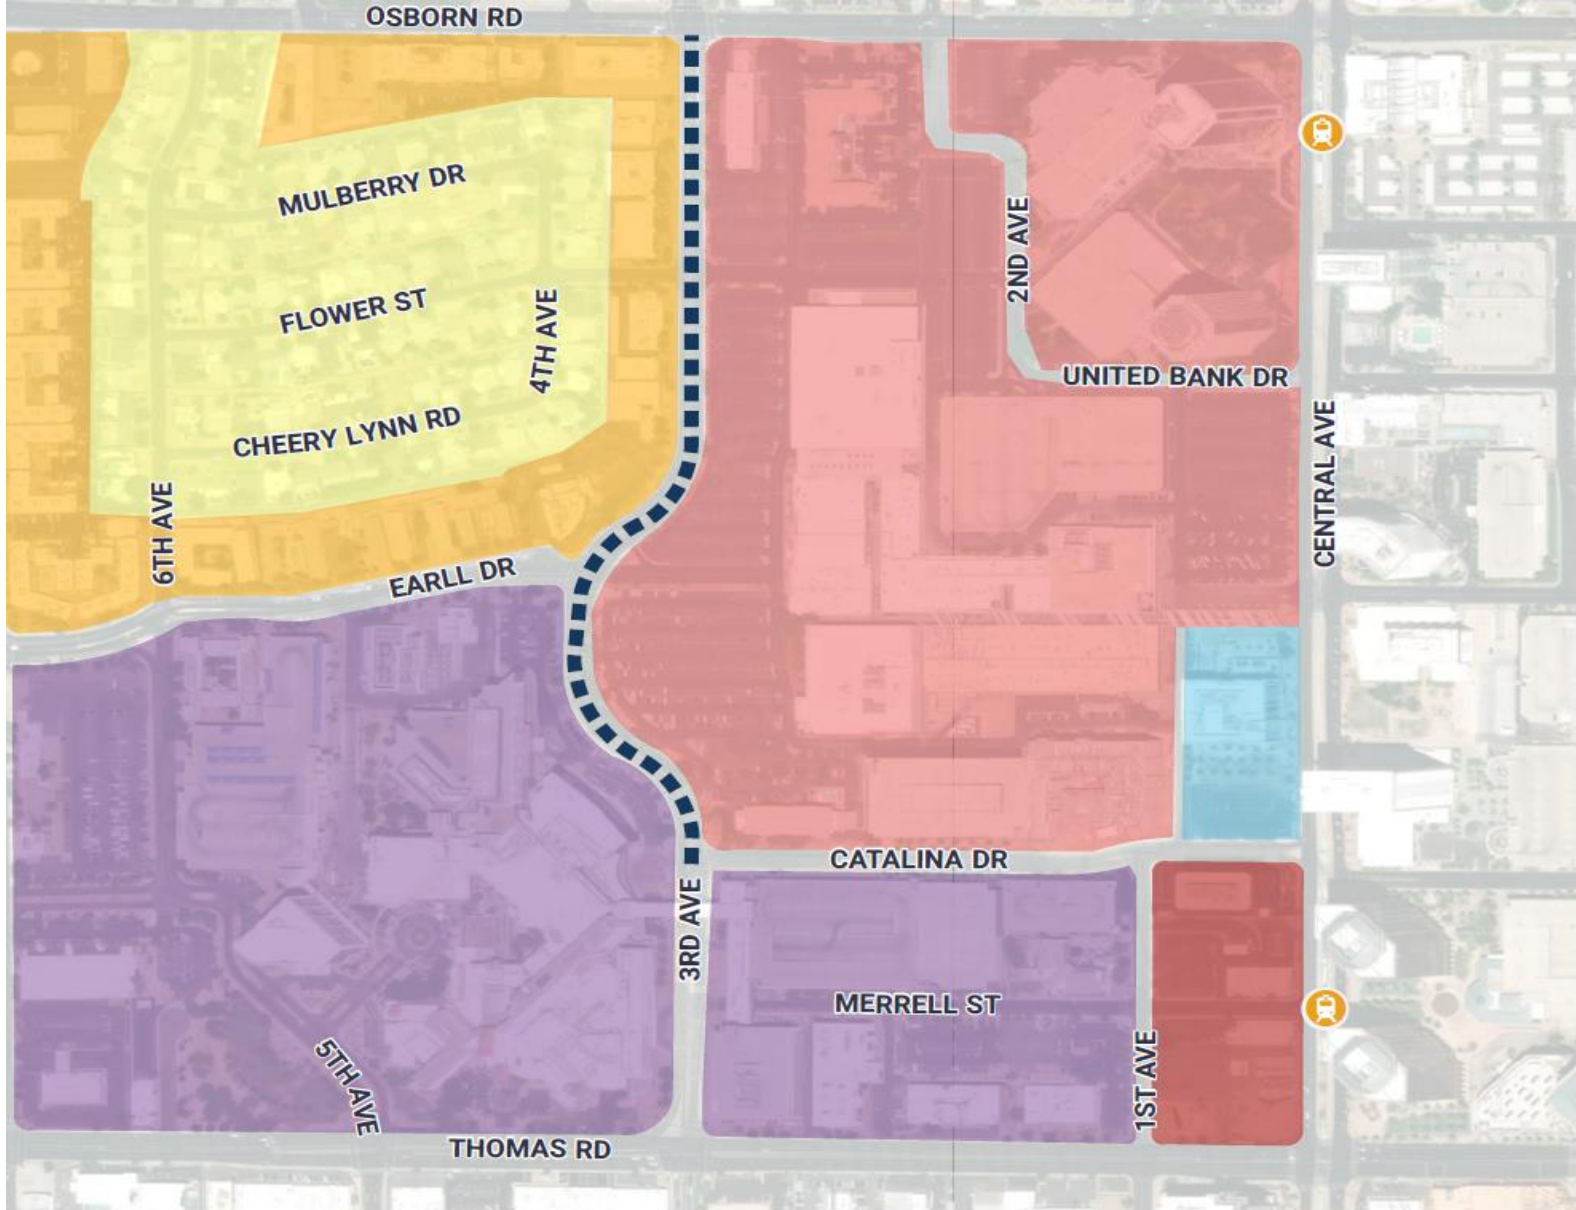 OSBORN RD
MULBERRY DR
2ND AVE
FLOWER ST
4TH AVE
UNITED BANK DR
CHEERY LYNN RD
CENTRAL AVE
6TH AVE
EARLL DR
CATALINA DR
3RD AVE
MERRELL ST
5TH AVE
1ST AVE
THOMAS RD